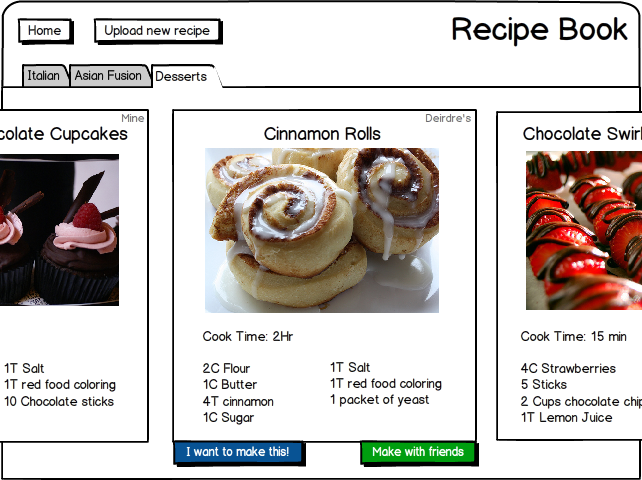 Home
Upload new recipe
Recipe Book
Italian
Asian Fusion
Desserts
Mine
Cupcakes
1T Salt
1T red food coloring
10 Chocolate sticks
Deirdre's
Cinnamon Rolls
Cook Time: 2Hr
2C Flour
1C Butter
4T cinnamon
1C Sugar
1T Salt
1T red food coloring
1 packet of yeast
I want to make this!
Make with friends
Chocolate
Cook Time: 15 min
4C Strawberries
5 Sticks
2 Cups chocolate
1T Lemon Juice